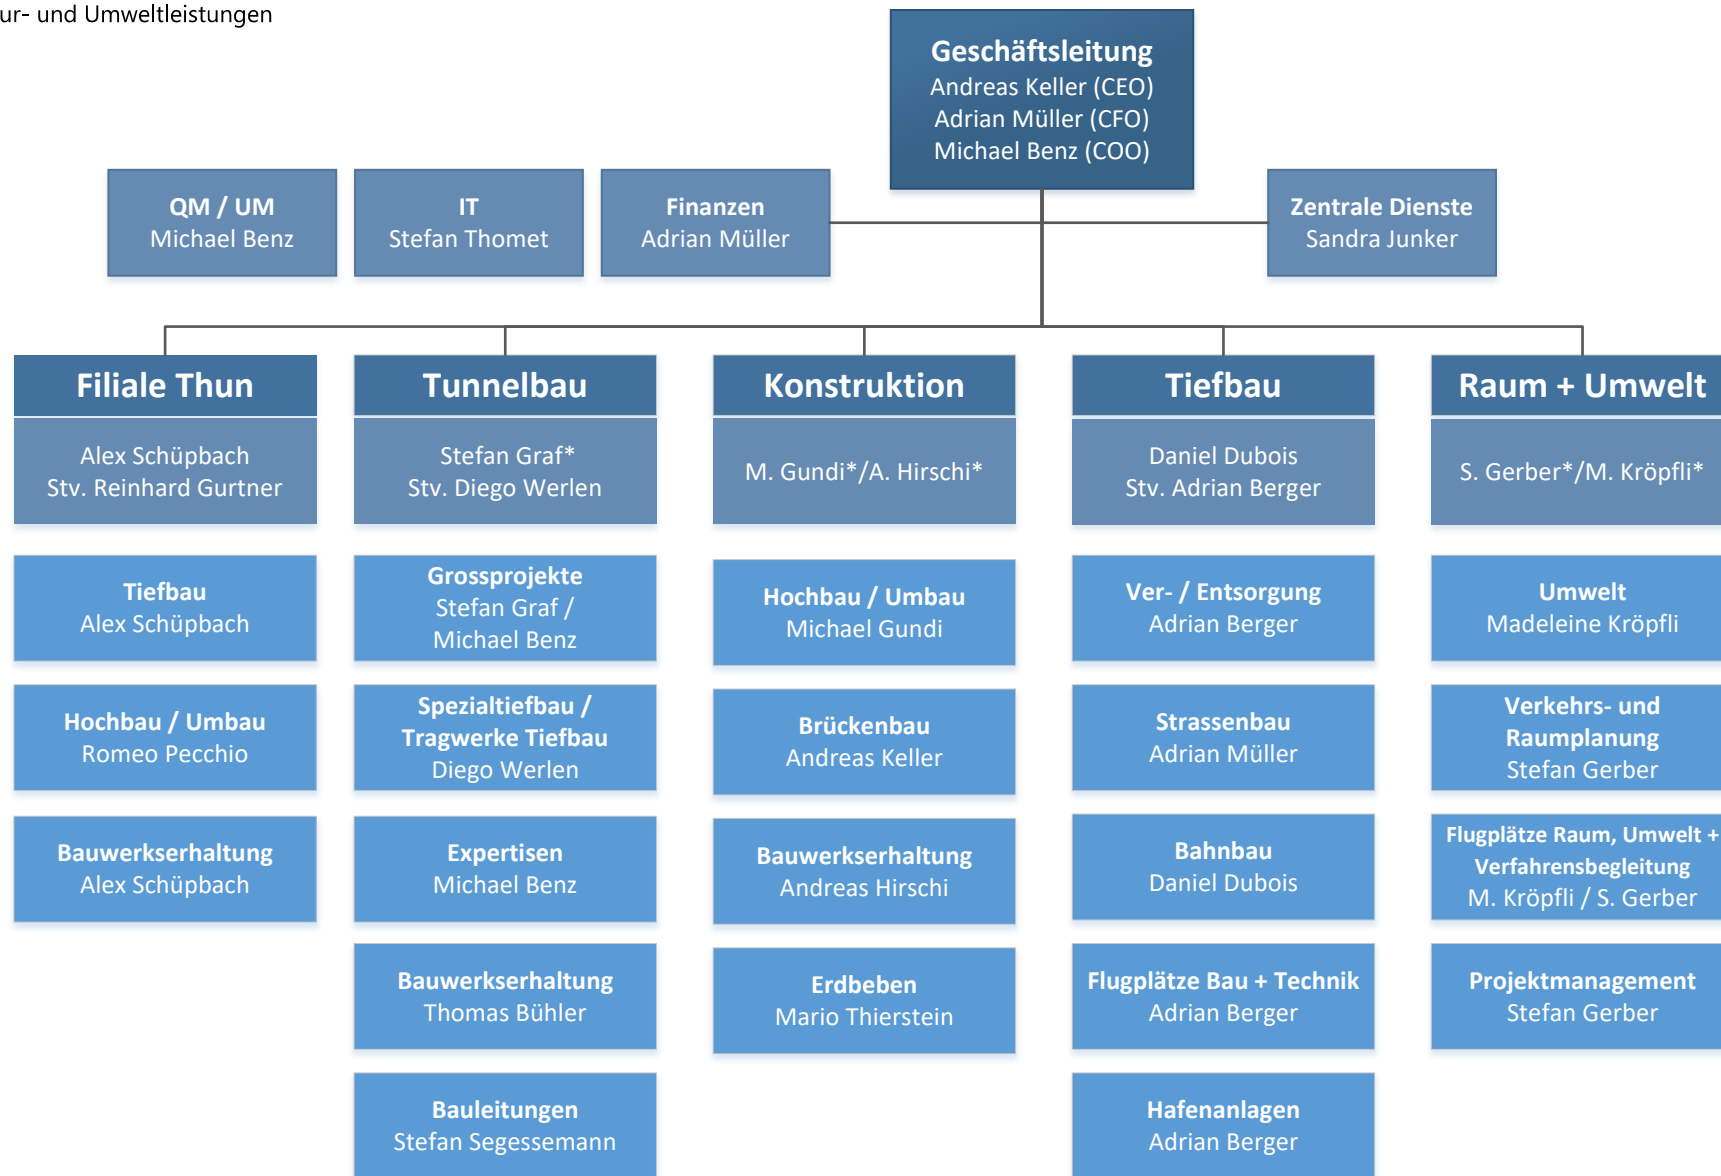 ur- und Umweltleistungen
Geschäftsleitung
Andreas Keller (CEO)
Adrian Müller (CFO)
Michael Benz (COO)
QM / UM
Michael Benz
IT
Stefan Thomet
Finanzen
Adrian Müller
Zentrale Dienste
Sandra Junker
Filiale Thun
Alex Schüpbach
Stv. Reinhard Gurtner
Tiefbau
Alex Schüpbach
Hochbau / Umbau
Romeo Pecchio
Bauwerkserhaltung
Alex Schüpbach
Tunnelbau
Stefan Graf*
Stv. Diego Werlen
Grossprojekte
Stefan Graf /
Michael Benz
Spezialtiefbau /
Tragwerke Tiefbau
Diego Werlen
Expertisen
Michael Benz
Bauwerkserhaltung
Thomas Bühler
Bauleitungen
Stefan Segessemann
Konstruktion
M. Gundi*/A. Hirschi*
Hochbau / Umbau
Michael Gundi
Brückenbau
Andreas Keller
Bauwerkserhaltung
Andreas Hirschi
Erdbeben
Mario Thierstein
Tiefbau
Daniel Dubois
Stv. Adrian Berger
Ver- / Entsorgung
Adrian Berger
Strassenbau
Adrian Müller
Bahnbau
Daniel Dubois
Flugplätze Bau + Technik
Adrian Berger
Hafenanlagen
Adrian Berger
Raum + Umwelt
S. Gerber*/M. Kröpfli*
Umwelt
Madeleine Kröpfli
Verkehrs- und
Raumplanung
Stefan Gerber
Flugplätze Raum, Umwelt +
Verfahrensbegleitung
M. Kröpfli / S. Gerber
Projektmanagement
Stefan Gerber